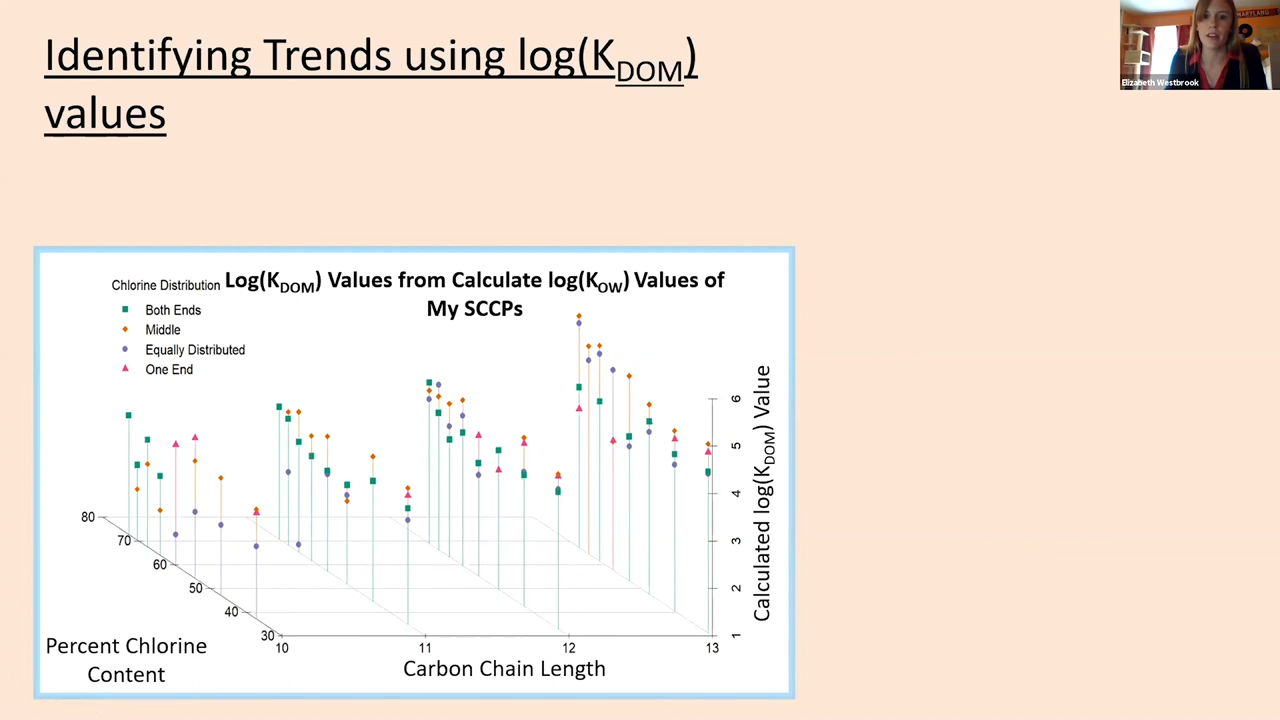 Identifying Trends using log(KDOM)
values
MARYLAND
Elizabeth Westbrook
Log(KDOM) Values from Calculate log(KOW) Values of
My SCCPs
Chlorine Distribution
Both Ends
Middle
Equally Distributed
One End
80
70
60
50
40
30
10
11
12
13
6
5
4
3
2
1
Calculated log(KDOM) Value
Percent Chlorine
Content
Carbon Chain Length